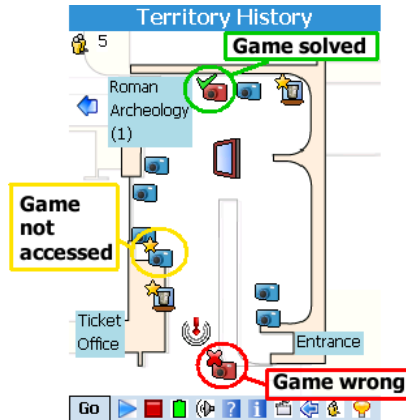 Territory History
5
Game solved
Roman
Archeology
(1)
Game
not
accessed
Ticket
Office
Entrance
Game wrong
Go